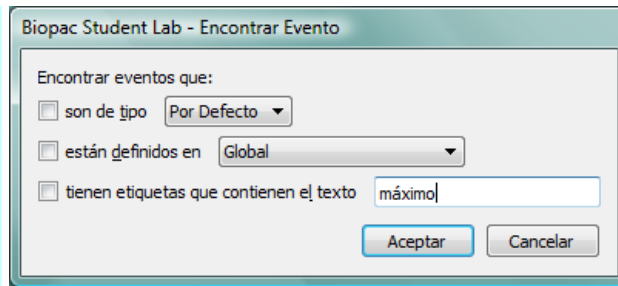 Biopac Student Lab - Encontrar Evento
Encontrar eventos que:
son de tipo Por Defecto
están definidos en Global
tienen etiquetas que contienen el texto máximo
Aceptar Cancelar